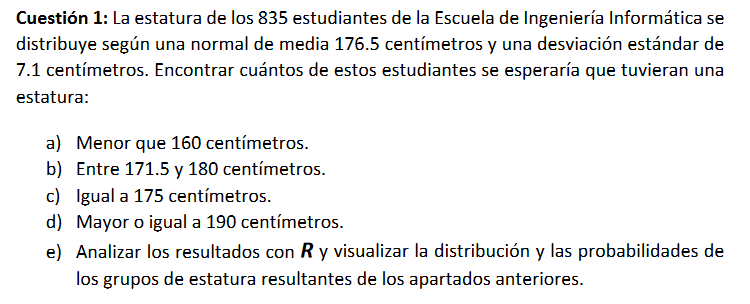 Cuestión 1: La estatura de los 835 estudiantes de la Escuela de Ingeniería Informática se
distribuye según una normal de media 176.5 centímetros y una desviación estándar de
7.1 centímetros. Encontrar cuántos de estos estudiantes se esperaría que tuvieran una
estatura:
a) Menor que 160 centímetros.
b) Entre 171.5 y 180 centímetros.
c) Igual a 175 centímetros.
d) Mayor o igual a 190 centímetros.
e) Analizar los resultados con R y visualizar la distribución y las probabilidades de
los grupos de estatura resultantes de los apartados anteriores.